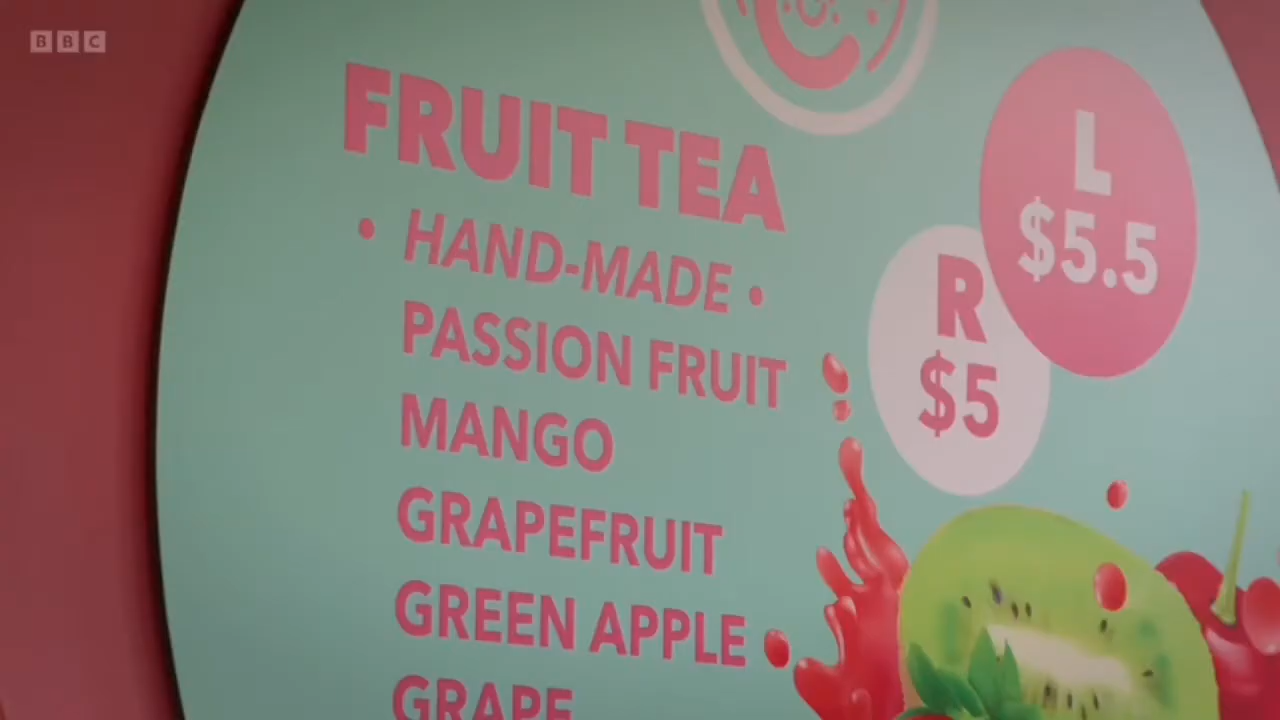 BBC
FRUIT TEA
• HAND-MADE •
PASSION FRUIT
MANGO
GRAPEFRUIT
GREEN APPLE
GRAPE
L
$5.5
R
$5